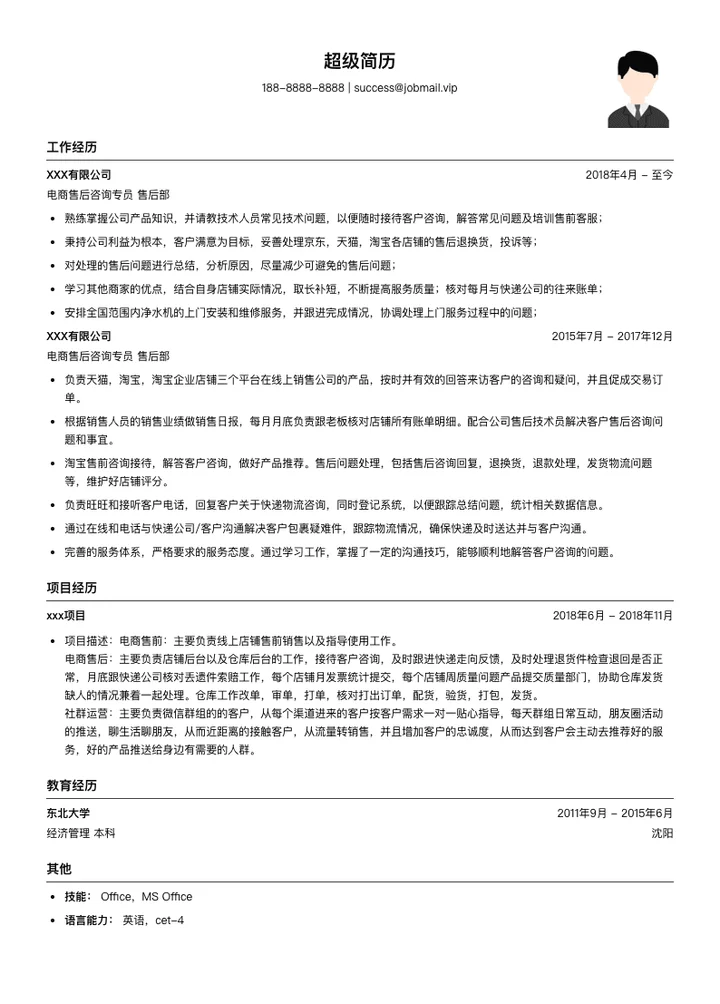 超级简历
188-8888-8888 | success@jobmail.vip
工作经历
XXX有限公司 2018年4月 – 至今
电商售后咨询专员 售后部
• 熟练掌握公司产品知识，并请教技术人员常见技术问题，以便随时接待客户咨询，解答常见问题及培训售前客服；
• 秉持公司利益为根本，客户满意为目标，妥善处理京东，天猫，淘宝各店铺的售后退换货，投诉等；
• 对处理的售后问题进行总结，分析原因，尽量减少可避免的售后问题；
• 学习其他商家的优点，结合自身店铺实际情况，取长补短，不断提高服务质量；核对每月与快递公司的往来账单；
• 安排全国范围内净水机的上门安装和维修服务，并跟进完成情况，协调处理上门服务过程中的问题；
XXX有限公司 2015年7月 – 2017年12月
电商售后咨询专员 售后部
• 负责天猫，淘宝，淘宝企业店铺三个平台在线上销售公司的产品，按时并有效的回答来访客户的咨询和疑问，并且促成交易订
单。
• 根据销售人员的销售业绩做销售日报，每月月底负责跟老板核对店铺所有账单明细。配合公司售后技术员解决客户售后咨询问
题和事宜。
• 淘宝售前咨询接待，解答客户咨询，做好产品推荐。售后问题处理，包括售后咨询回复，退换货，退款处理，发货物流问题
等，维护好店铺评分。
• 负责旺旺和接听客户电话，回复客户关于快递物流咨询，同时登记系统，以便跟踪总结问题，统计相关数据信息。
• 通过在线和电话与快递公司/客户沟通解决客户包裹疑难件，跟踪物流情况，确保快递及时送达并与客户沟通。
• 完善的服务体系，严格要求的服务态度。通过学习工作，掌握了一定的沟通技巧，能够顺利地解答客户咨询的问题。
项目经历
xxx项目 2018年6月 – 2018年11月
• 项目描述：电商售前：主要负责线上店铺售前销售以及指导使用工作。
电商售后：主要负责店铺后台以及仓库后台的工作，接待客户咨询，及时跟进快递走向反馈，及时处理退货件检查退回是否正
常，月底跟快递公司核对丢遗件索赔工作，每个店铺月发票统计提交，每个店铺周质量问题产品提交质量部门，协助仓库发货
缺人的情况兼着一起处理。仓库工作改单，审单，打单，核对打出订单，配货，验货，打包，发货。
社群运营：主要负责微信群组的的客户，从每个渠道进来的客户按客户需求一对一贴心指导，每天群组日常互动，朋友圈活动
的推送，聊生活聊朋友，从而近距离的接触客户，从流量转销售，并且增加客户的忠诚度，从而达到客户会主动去推荐好的服
务，好的产品推送给身边有需要的人群。
教育经历
东北大学 2011年9月 – 2015年6月
经济管理 本科 沈阳
其他
• 技能： Office，MS Office
• 语言能力： 英语，cet-4